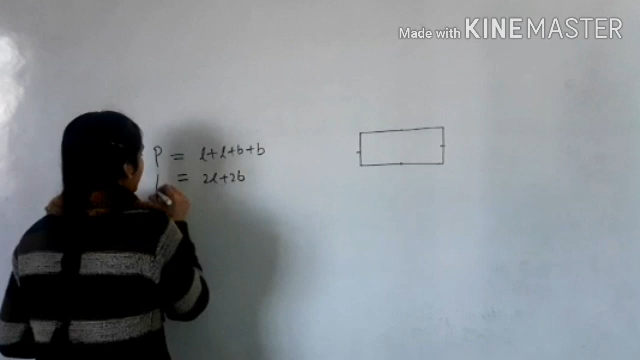 Made with KINEMASTER
P = l+l+b+b
= 2l+2b